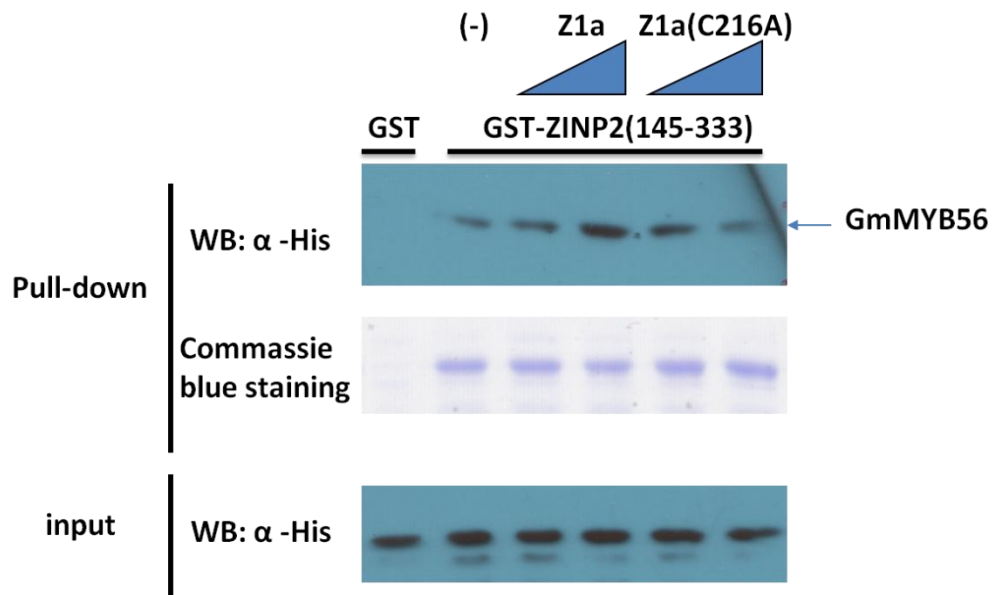 (-) Z1a Z1a(C216A)
GST GST-ZINP2(145-333)
WB: α -His
GmMYB56
Pull-down
Commassie
blue staining
input
WB: α -His